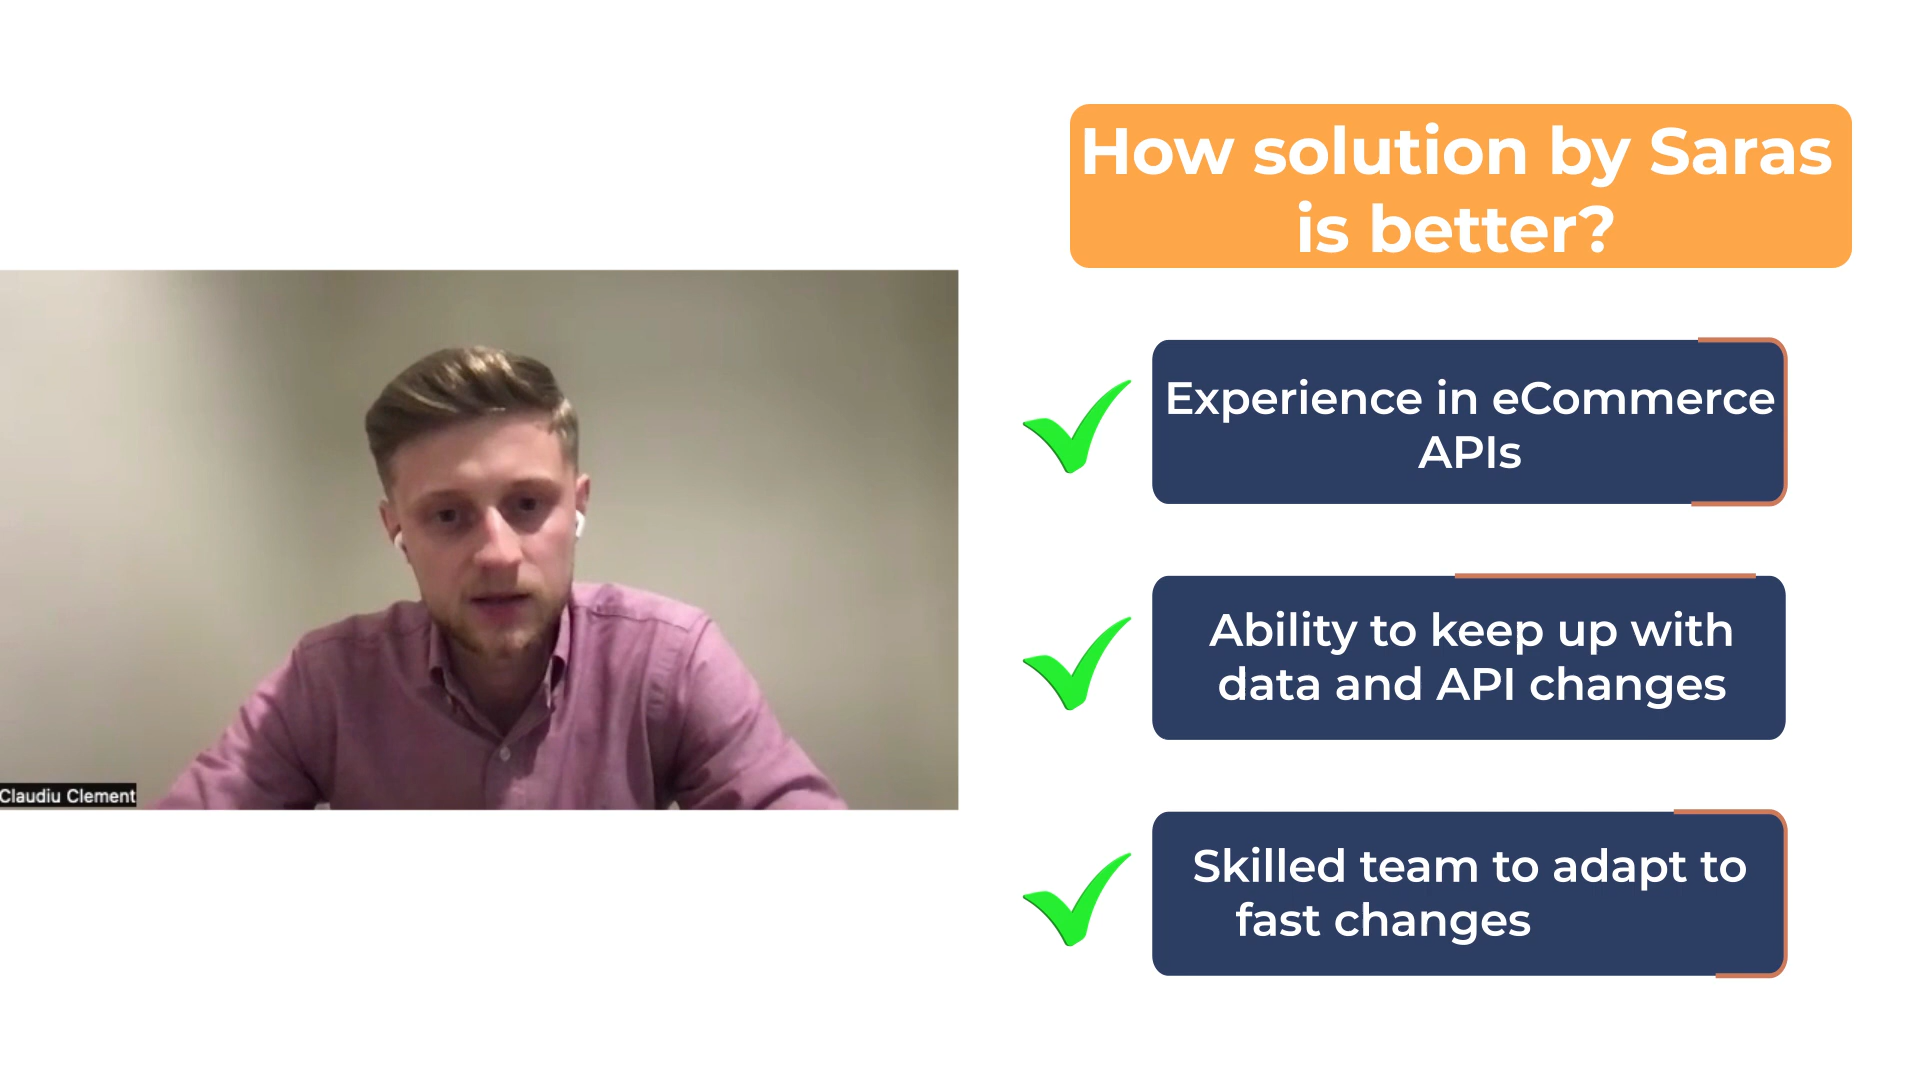 How solution by Saras
is better?
Experience in eCommerce
APIs
Ability to keep up with
data and API changes
Skilled team to adapt to
fast changes
Claudiu Clement